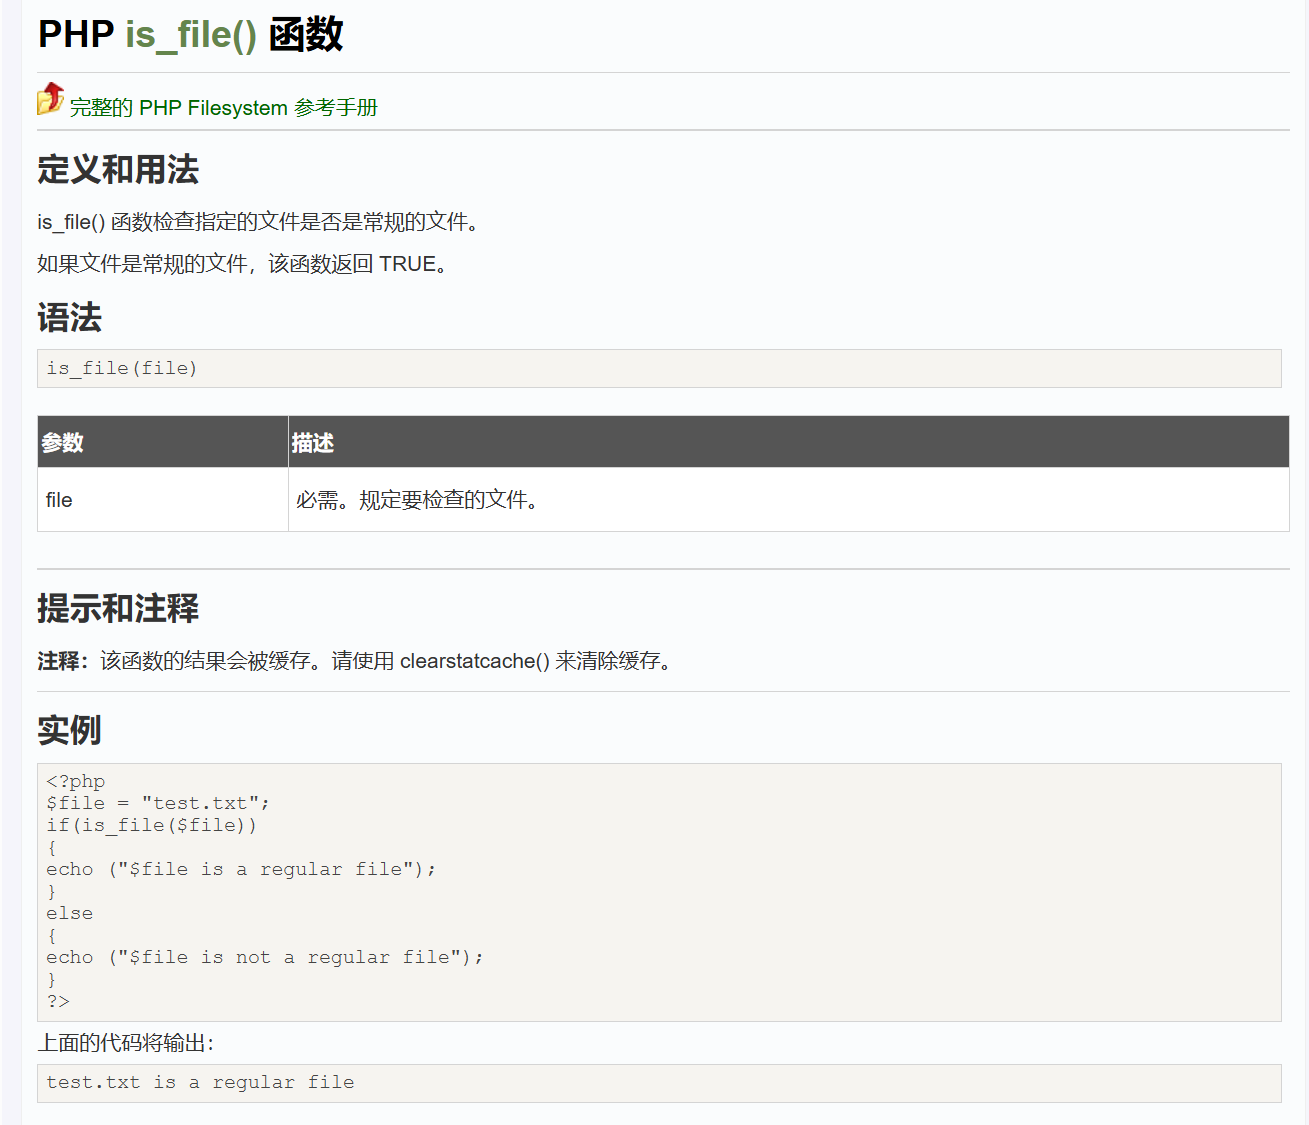 PHP is_file() 函数
完整的 PHP Filesystem 参考手册
定义和用法
is_file() 函数检查指定的文件是否是常规的文件。
如果文件是常规的文件，该函数返回 TRUE。
语法
is_file(file)
参数 描述
file 必需。规定要检查的文件。
提示和注释
注释：该函数的结果会被缓存。请使用 clearstatcache() 来清除缓存。
实例
<?php
$file = "test.txt";
if(is_file($file))
{
echo ("$file is a regular file");
}
else
{
echo ("$file is not a regular file");
}
?>
上面的代码将输出：
test.txt is a regular file